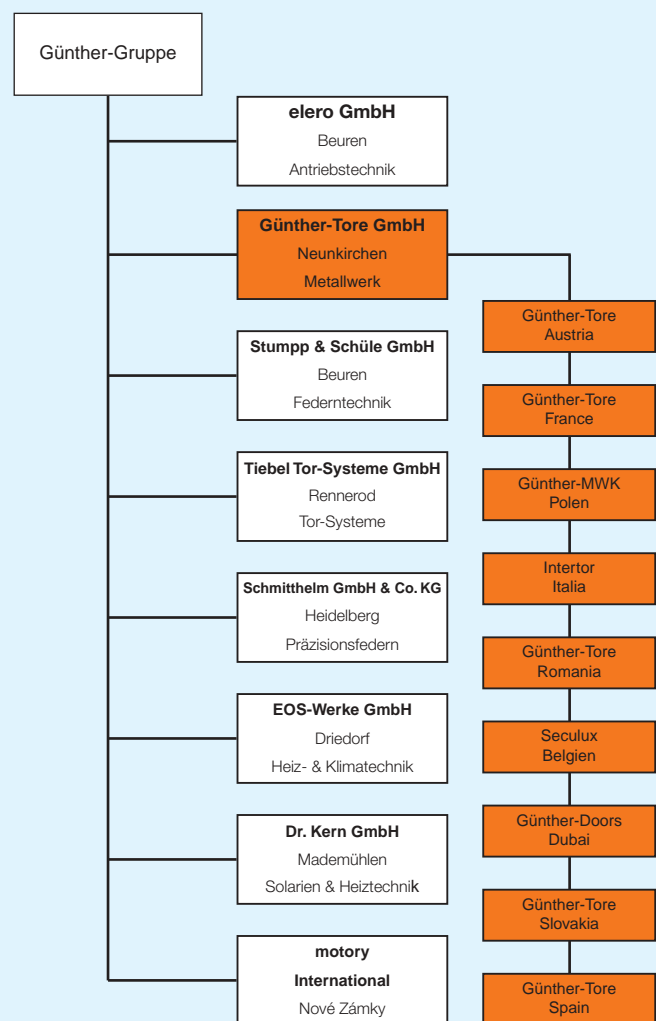 Günther-Gruppe
elero GmbH
Beuren
Antriebstechnik
Günther-Tore GmbH
Neunkirchen
Metallwerk
Stumpp & Schüle GmbH
Beuren
Federntechnik
Tiebel Tor-Systeme GmbH
Rennerod
Tor-Systeme
Schmitthelm GmbH & Co. KG
Heidelberg
Präzisionsfedern
EOS-Werke GmbH
Driedorf
Heiz- & Klimatechnik
Dr. Kern GmbH
Mademühlen
Solarien & Heiztechnik
motory
International
Nové Zámky
Günther-Tore
Austria
Günther-Tore
France
Günther-MWK
Polen
Intertor
Italia
Günther-Tore
Romania
Seculux
Belgien
Günther-Doors
Dubai
Günther-Tore
Slovakia
Günther-Tore
Spain